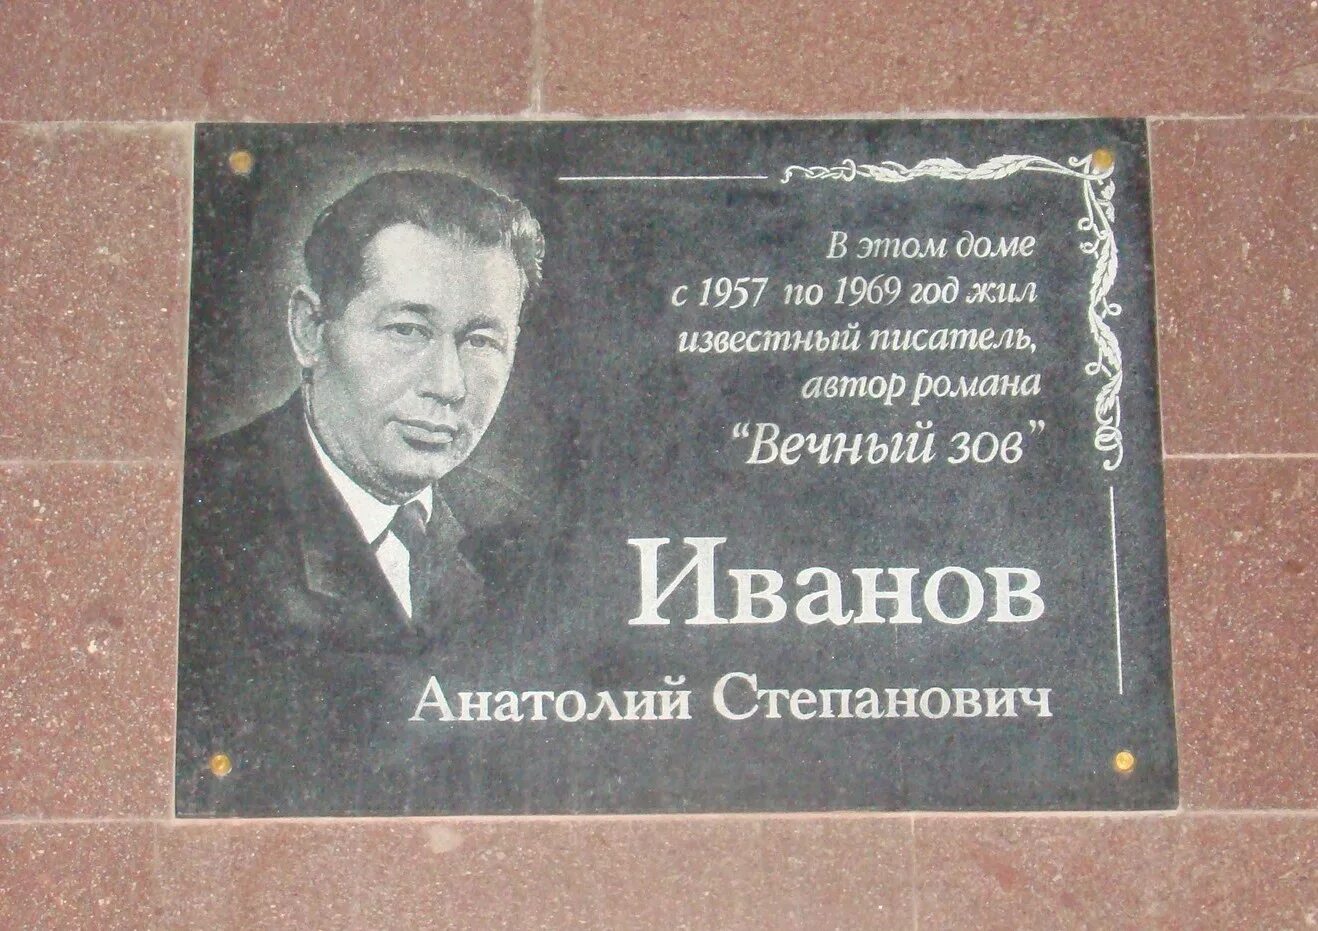 В этом доме
с 1957 по 1969 год жил
известный писатель,
автор романа
“Вечный зов”
Иванов
Анатолий Степанович